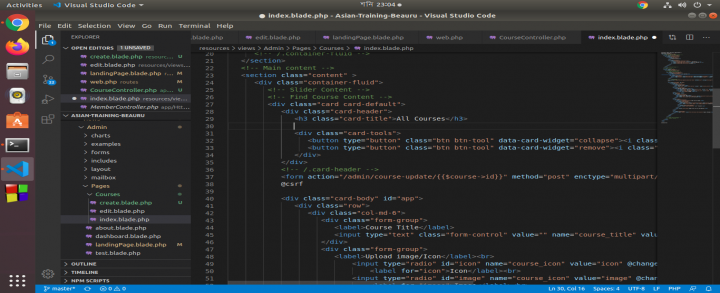 Activities
Visual Studio Code
শনি 23:04
index.blade.php - Asian-Training-Beauru - Visual Studio Code
File Edit Selection View Go Run Terminal Help
EXPLORER
OPEN EDITORS 1 UNSAVED
create.blade.php resourc... U
edit.blade.php resources/views...
landingPage.blade.php res... M
web.php routes
CourseController.php ap... U
index.blade.php resources/vie...
MemberController.php app/Htt...
ASIAN-TRAINING-BEAURU
Admin
charts
examples
forms
includes
layout
mailbox
Pages
Courses
create.blade.php U
edit.blade.php
index.blade.php
about.blade.php
dashboard.blade.php
landingPage.blade.php M
test.blade.php
OUTLINE
TIMELINE
NPM SCRIPTS
.blade.php
edit.blade.php
landingPage.blade.php M
web.php
CourseController.php U
index.blade.php
resources > views > Admin > Pages > Courses > index.blade.php
20 <!-- /.container-fluid -->
21 </section>
22 <!-- Main content -->
23 <section class="content" >
24 <div class="container-fluid">
25 <!-- Slider Content -->
26 <!-- Find Course Content -->
27 <div class="card card-default">
28 <div class="card-header">
29 <h3 class="card-title">All Courses</h3>
30
31 <div class="card-tools">
32 <button type="button" class="btn btn-tool" data-card-widget="collapse"><i clas
33 <button type="button" class="btn btn-tool" data-card-widget="remove"><i class
34 </div>
35 </div>
36 <!-- /.card-header -->
37 <form action="/admin/course-update/{{$course->id}}" method="post" enctype="multipart/
38 @csrf
39
40 <div class="card-body" id="app">
41 <div class="row">
42 <div class="col-md-6">
43 <div class="form-group">
44 <label>Course Title</label>
45 <input type="text" class="form-control" value="" name="course_title" valu
46 </div>
47 <div class="form-group">
48 <label>Upload image/Icon</label><br>
49 <input type="radio" id="icon" name="course_icon" value="icon" @change
50 <label for="icon">Icon</label><br>
51 <input type="radio" id="image" name="course_icon" value="image" @chan
master*
0 0
Ln 30, Col 16 Spaces: 4 UTF-8 LF PHP